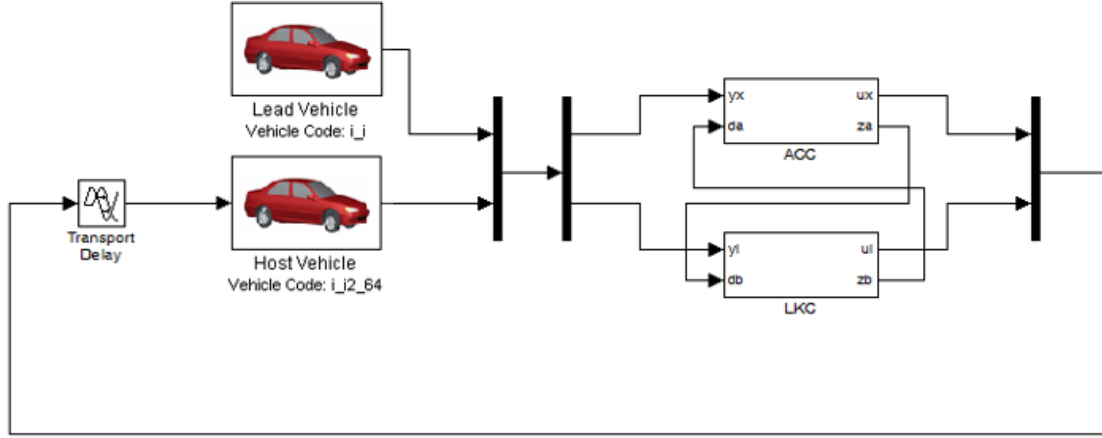 Lead Vehicle
Vehicle Code: i_i
Transport
Delay
Host Vehicle
Vehicle Code: i_i2_64
yx
ux
da
za
ACC
yl
ul
db
zb
LKC